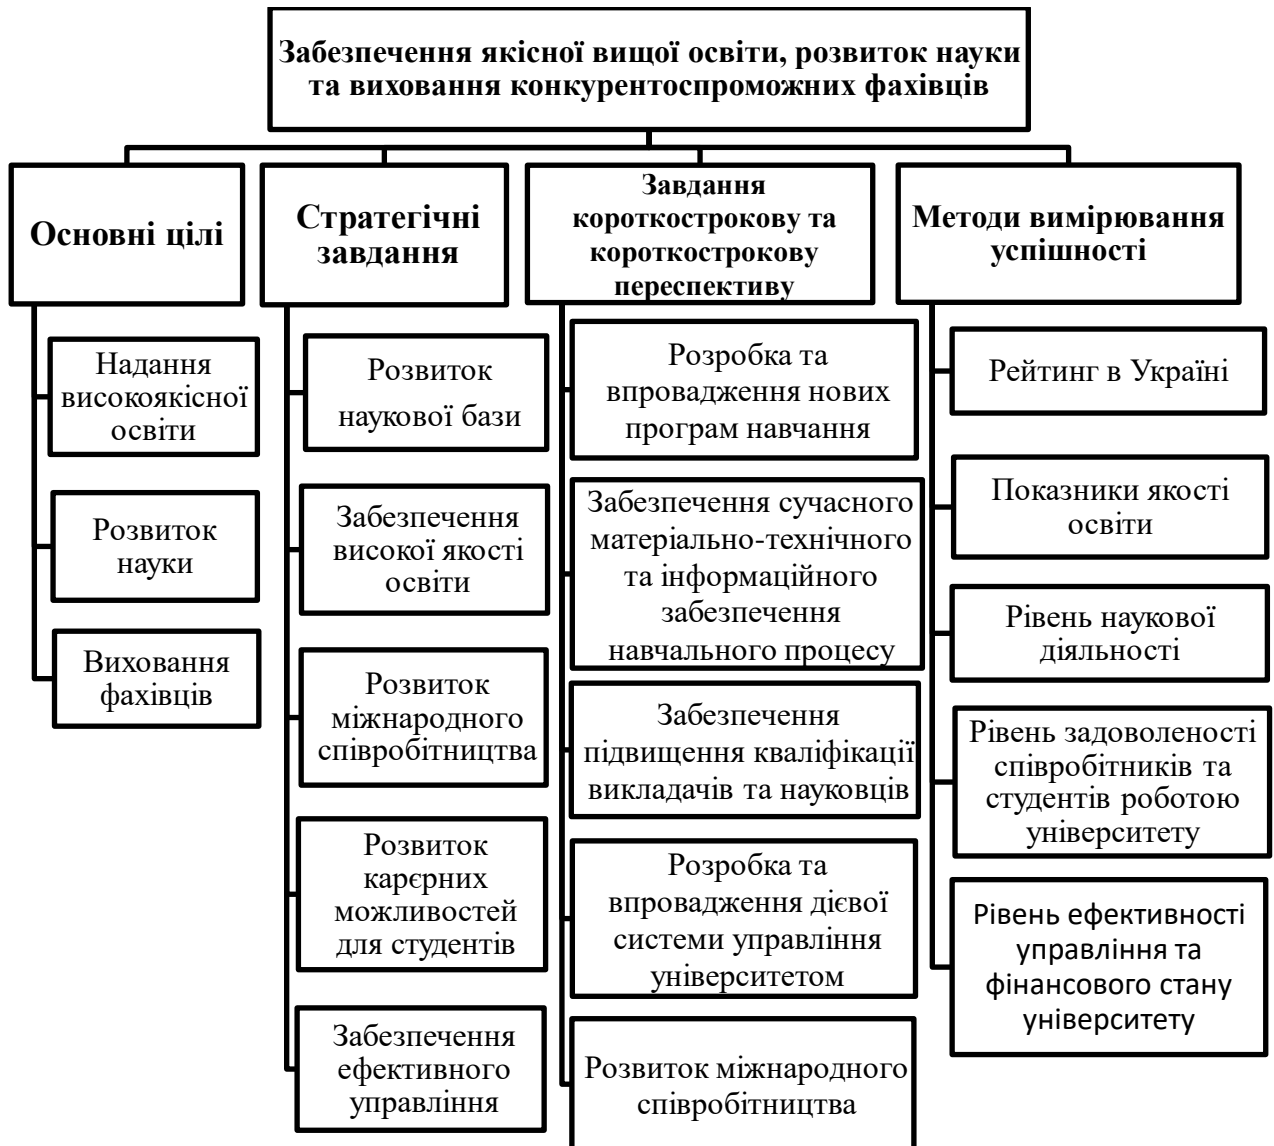 Забезпечення якісної вищої освіти, розвиток науки
та виховання конкурентоспроможних фахівців
Основні цілі
Надання
високоякісної
освіти
Розвиток
науки
Виховання
фахівців
Стратегічні
завдання
Розвиток
наукової бази
Забезпечення
високої якості
освіти
Розвиток
міжнародного
співробітництва
Розвиток
карєрних
можливостей
для студентів
Забезпечення
ефективного
управління
Завдання
короткострокову та
короткострокову
переспективу
Розробка та
впровадження нових
програм навчання
Забезпечення сучасного
матеріально-технічного
та інформаційного
забезпечення
навчального процесу
Забезпечення
підвищення кваліфікації
викладачів та науковців
Розробка та
впровадження дієвої
системи управління
університетом
Розвиток міжнародного
співробітництва
Методи вимірювання
успішності
Рейтинг в Україні
Показники якості
освіти
Рівень наукової
діяльності
Рівень задоволеності
співробітників та
студентів роботою
університету
Рівень ефективності
управління та
фінансового стану
університету